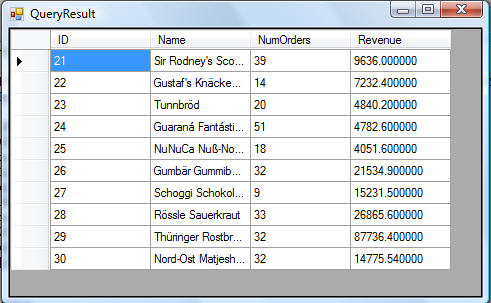 QueryResult
ID Name NumOrders Revenue
21 Sir Rodney's Sco... 39 9636.000000
22 Gustaf's Knäcke... 14 7232.400000
23 Tunnbröd 20 4840.200000
24 Guaraná Fantásti... 51 4782.600000
25 NuNuCa Nuß-No... 18 4051.600000
26 Gumbär Gummib... 32 21534.900000
27 Schoggi Schokol... 9 15231.500000
28 Rössle Sauerkraut 33 26865.600000
29 Thüringer Rostbr... 32 87736.400000
30 Nord-Ost Matjesh... 32 14775.540000